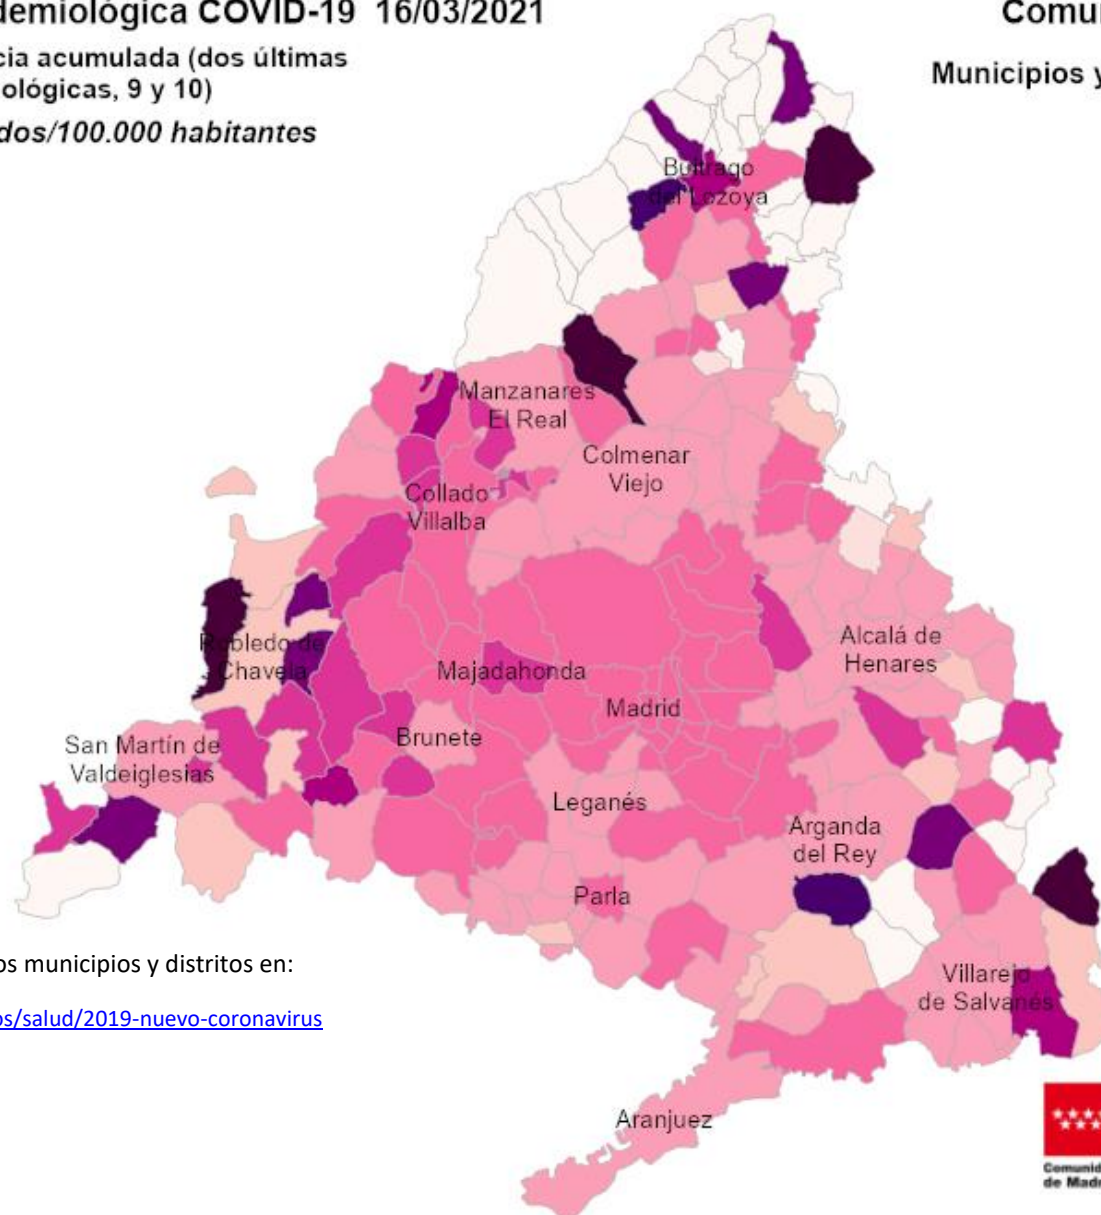 demiológica COVID-19 16/03/2021
Comu
cia acumulada (dos últimas
ológicas, 9 y 10)
Municipios y
dos/100.000 habitantes
Buitrago
del Lozoya
Manzanares
El Real
Colmenar
Viejo
Collado
Villalba
Robledo de
Chavela
Majadahonda
Alcalá de
Henares
Madrid
San Martín de
Valdeiglesias
Brunete
Leganés
Arganda
del Rey
Parla
os municipios y distritos en:
Villarejo
de Salvanés
os/salud/2019-nuevo-coronavirus
Aranjuez
Comunid
de Madr